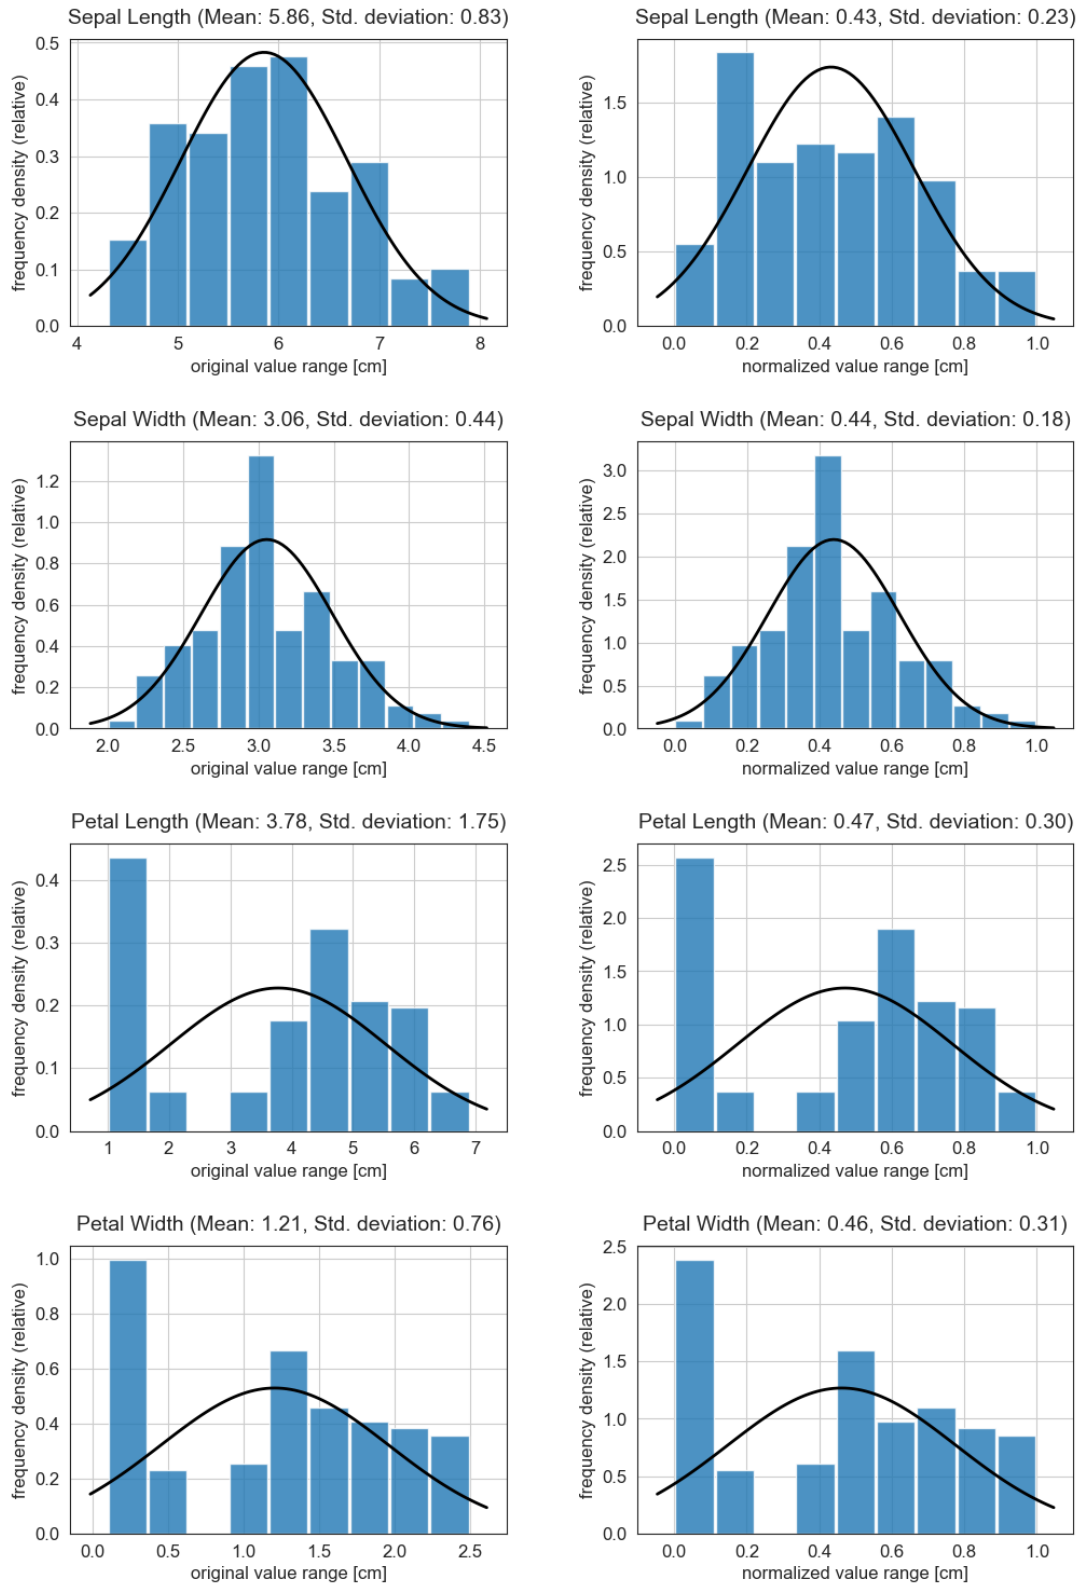 Sepal Length (Mean: 5.86, Std. deviation: 0.83)
frequency density (relative)
0.5
0.4
0.3
0.2
0.1
0.0
4 5 6 7 8
original value range [cm]
Sepal Length (Mean: 0.43, Std. deviation: 0.23)
frequency density (relative)
1.5
1.0
0.5
0.0
0.0 0.2 0.4 0.6 0.8 1.0
normalized value range [cm]
Sepal Width (Mean: 3.06, Std. deviation: 0.44)
frequency density (relative)
1.2
1.0
0.8
0.6
0.4
0.2
0.0
2.0 2.5 3.0 3.5 4.0 4.5
original value range [cm]
Sepal Width (Mean: 0.44, Std. deviation: 0.18)
frequency density (relative)
3.0
2.5
2.0
1.5
1.0
0.5
0.0
0.0 0.2 0.4 0.6 0.8 1.0
normalized value range [cm]
Petal Length (Mean: 3.78, Std. deviation: 1.75)
frequency density (relative)
0.4
0.3
0.2
0.1
0.0
1 2 3 4 5 6 7
original value range [cm]
Petal Length (Mean: 0.47, Std. deviation: 0.30)
frequency density (relative)
2.5
2.0
1.5
1.0
0.5
0.0
0.0 0.2 0.4 0.6 0.8 1.0
normalized value range [cm]
Petal Width (Mean: 1.21, Std. deviation: 0.76)
frequency density (relative)
1.0
0.8
0.6
0.4
0.2
0.0
0.0 0.5 1.0 1.5 2.0 2.5
original value range [cm]
Petal Width (Mean: 0.46, Std. deviation: 0.31)
frequency density (relative)
2.5
2.0
1.5
1.0
0.5
0.0
0.0 0.2 0.4 0.6 0.8 1.0
normalized value range [cm]